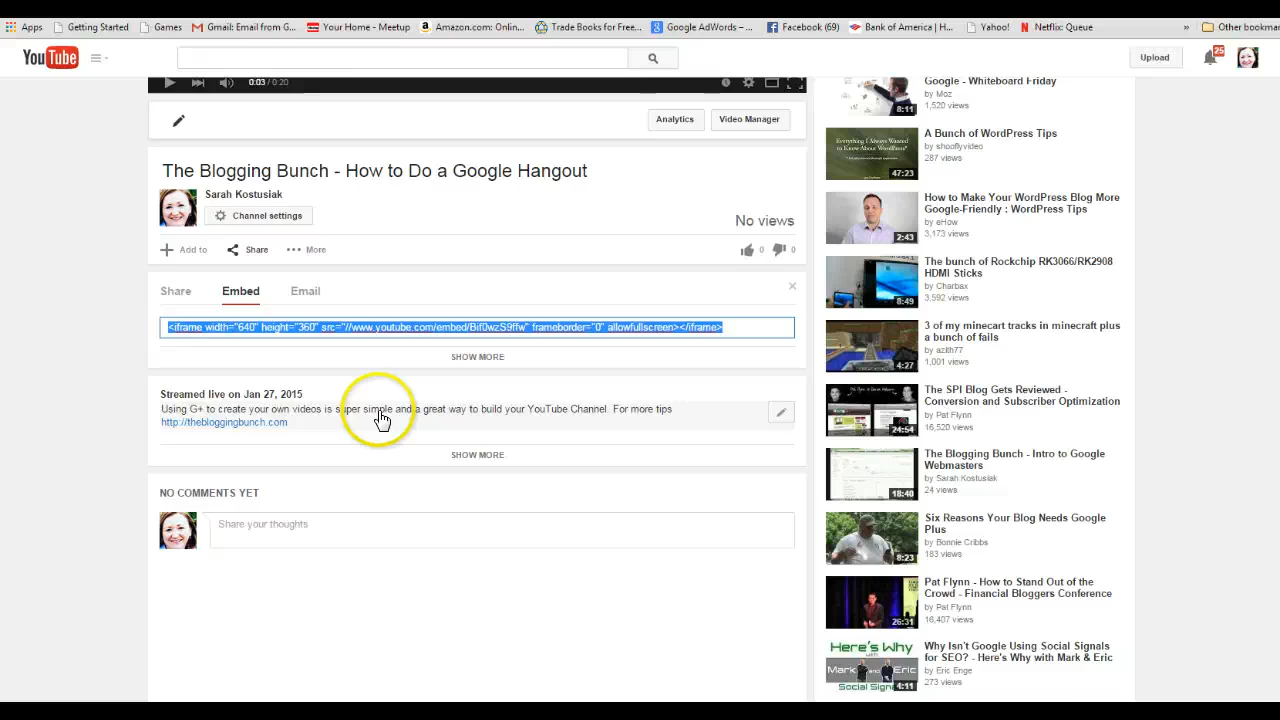 Apps Getting Started Games Gmail: Email from G... Your Home - Meetup Amazon.com: Onlin... Trade Books for Free... Google AdWords – ... Facebook (69) Bank of America | H... Yahoo! Netflix: Queue » Other bookmar
YouTube
Upload
25
0:03 / 0:20
Analytics
Video Manager
The Blogging Bunch - How to Do a Google Hangout
Sarah Kostusiak
Channel settings
No views
Add to Share More
0 0
Share Embed Email
<iframe width="640" height="360" src="//www.youtube.com/embed/Bif0wzS9ffw" frameborder="0" allowfullscreen></iframe>
SHOW MORE
Streamed live on Jan 27, 2015
Using G+ to create your own videos is super simple and a great way to build your YouTube Channel. For more tips
http://thebloggingbunch.com
SHOW MORE
NO COMMENTS YET
Share your thoughts
Google - Whiteboard Friday
by Moz
1,520 views
8:11
A Bunch of WordPress Tips
by shooflyvideo
287 views
Everything I Always Wanted
to Know About WordPress*
47:23
How to Make Your WordPress Blog More
Google-Friendly : WordPress Tips
by eHow
3,173 views
2:43
The bunch of Rockchip RK3066/RK2908
HDMI Sticks
by Charbax
3,592 views
8:49
3 of my minecart tracks in minecraft plus
a bunch of fails
by azith77
1,001 views
4:27
The SPI Blog Gets Reviewed -
Conversion and Subscriber Optimization
by Pat Flynn
16,520 views
24:54
The Blogging Bunch - Intro to Google
Webmasters
by Sarah Kostusiak
24 views
18:40
Six Reasons Your Blog Needs Google
Plus
by Bonnie Cribbs
183 views
8:23
Pat Flynn - How to Stand Out of the
Crowd - Financial Bloggers Conference
by Pat Flynn
16,407 views
26:31
Why Isn't Google Using Social Signals
for SEO? - Here's Why with Mark & Eric
by Eric Enge
273 views
Here's Why
with
Mark and Eric
Social Signa
4:11